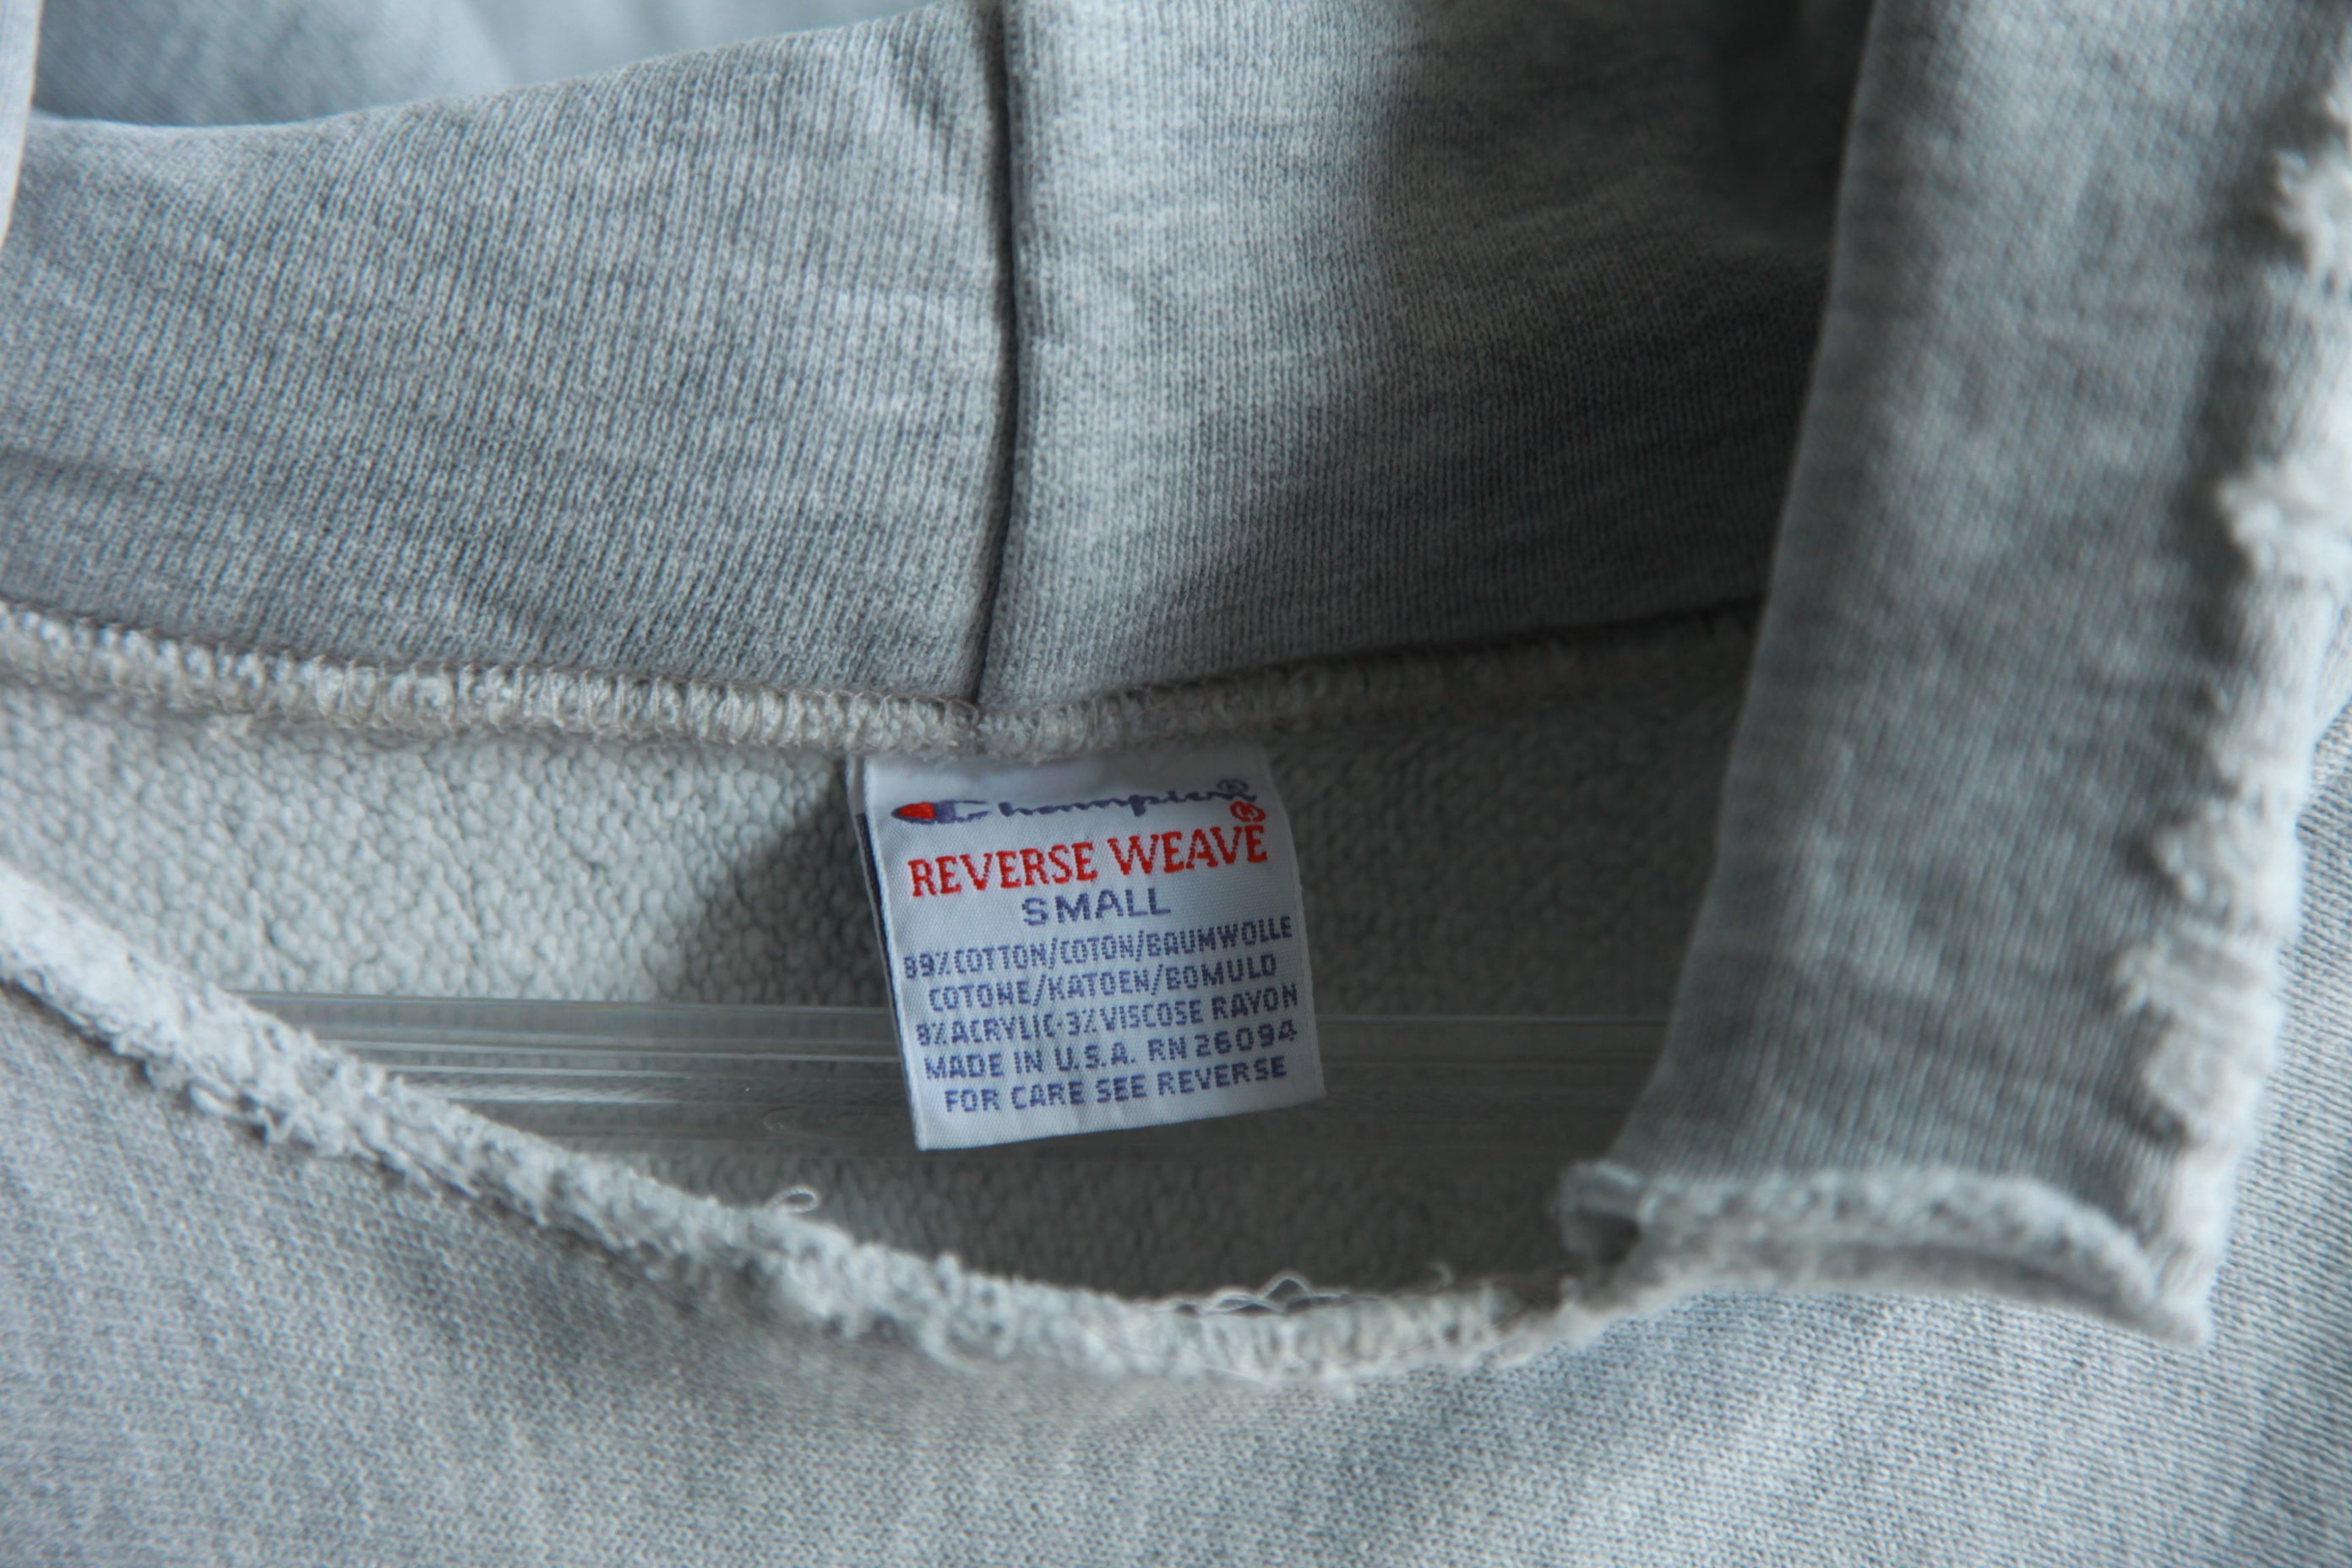 Champion®
REVERSE WEAVE®
SMALL
89% COTTON/COTON/BAUMWOLLE
COTONE/KATOEN/BOMULD
8% ACRYLIC·3% VISCOSE RAYON
MADE IN U.S.A. RN 26094
FOR CARE SEE REVERSE